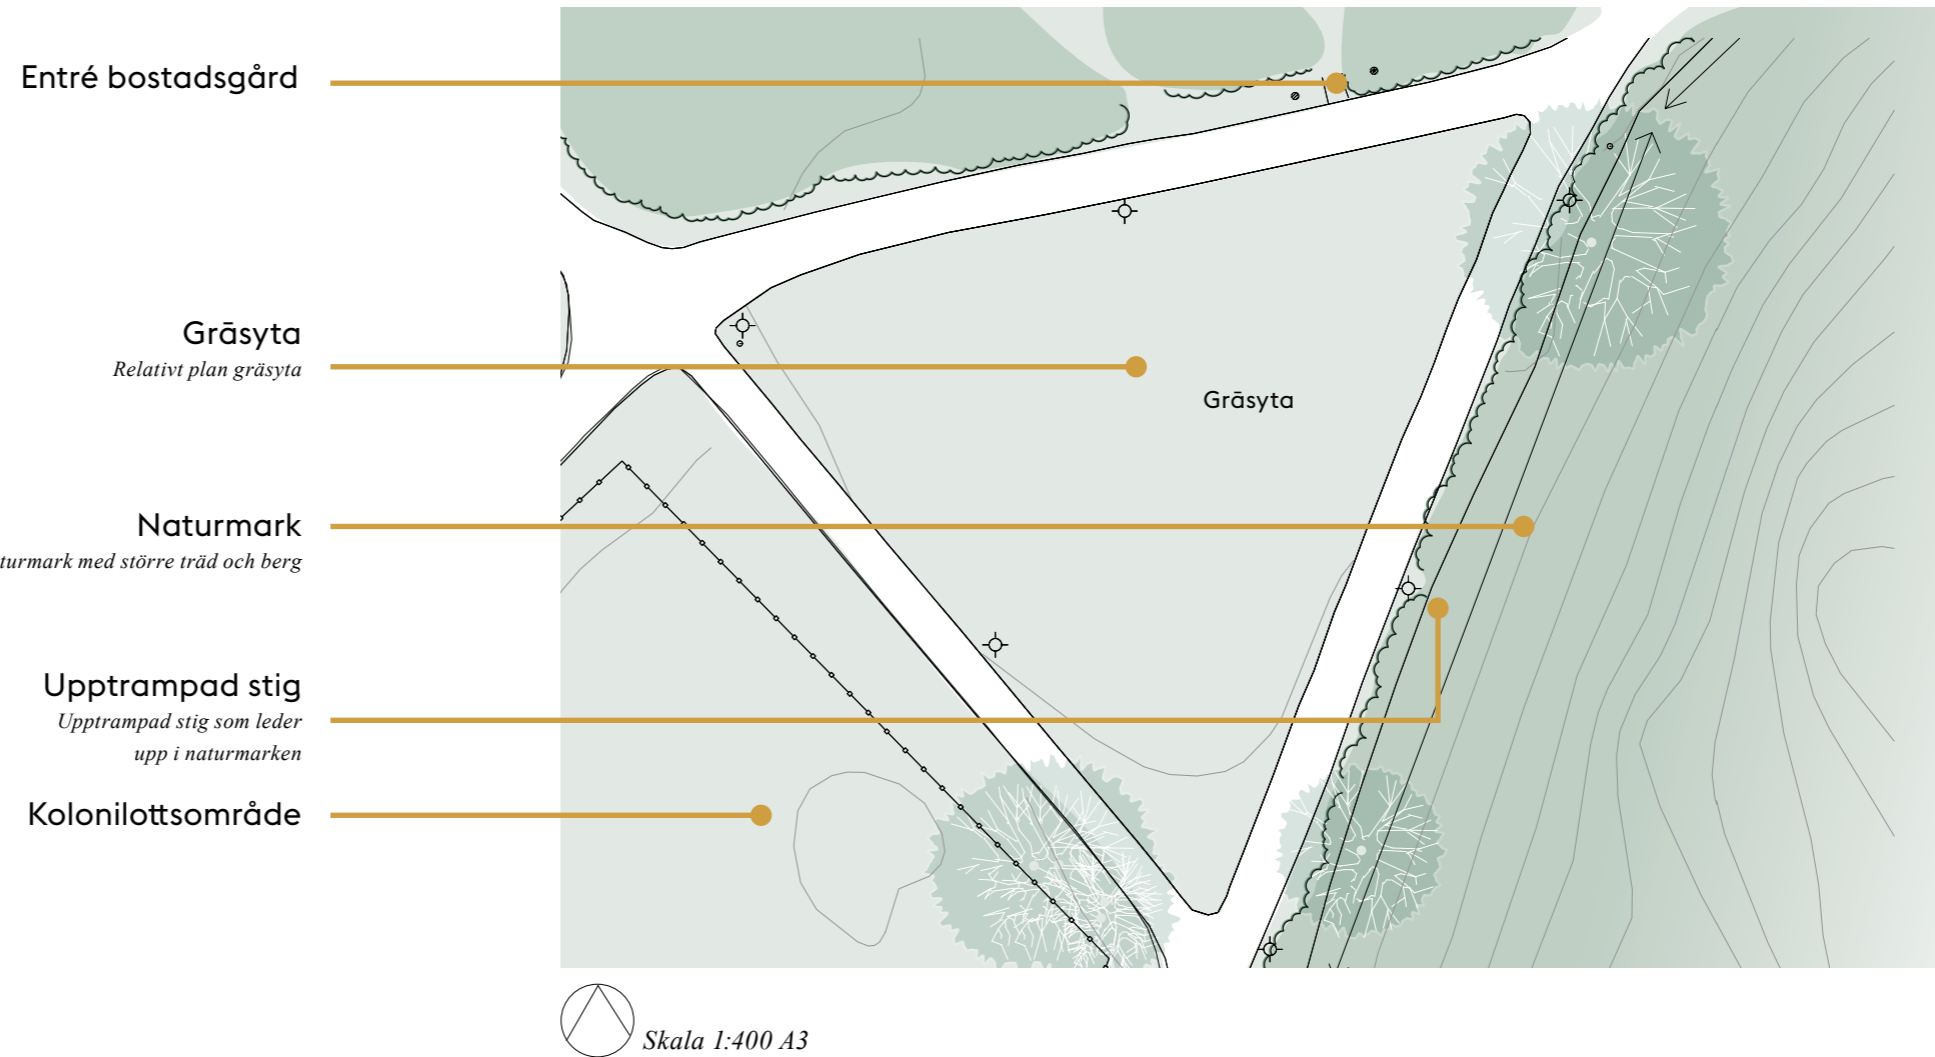 Entré bostadsgård
Gräsyta
Relativt plan gräsyta
Gräsyta
Naturmark
turmark med större träd och berg
Upptrampad stig
Upptrampad stig som leder
upp i naturmarken
Kolonilottsområde
Skala 1:400 A3